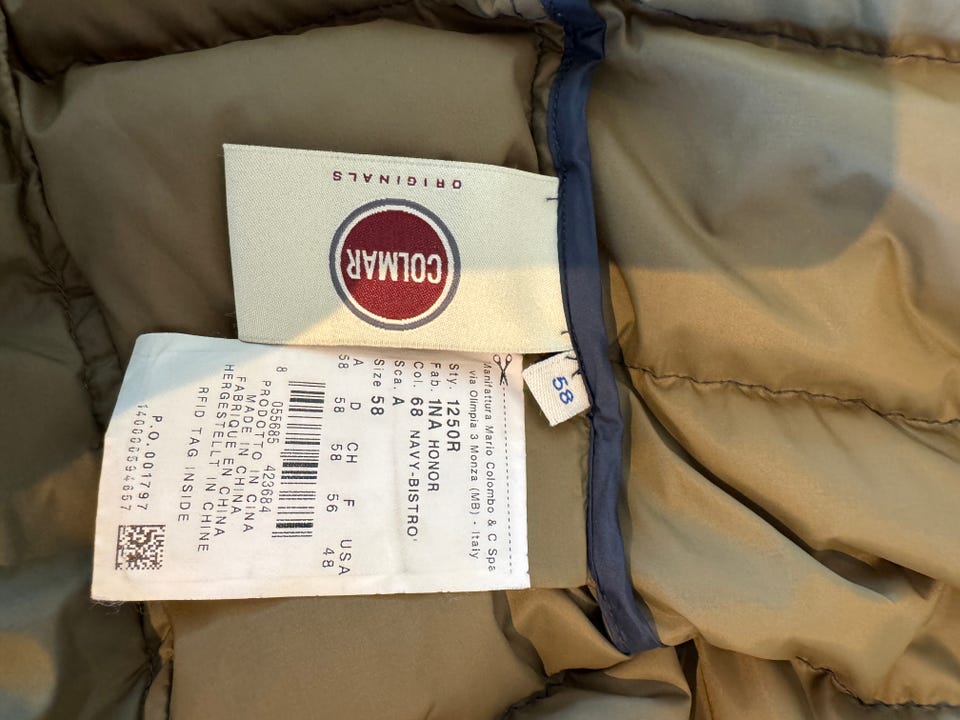 ORIGINALS
COLMAR
58
Manifattura Mario Colombo & C Spa
via Olimpia 3 Monza (MB) - Italy
Sty. 1250R
Fab. 1NA HONOR
Col. 68 NAVY-BISTRO'
Sca. A
Size 58
A D CH F USA
58 58 58 56 48
8 055685 423684
PRODOTTO IN CINA
MADE IN CHINA
FABRIQUE EN CHINA
HERGESTELLT IN CHINE
RFID TAG INSIDE
P.O.001797